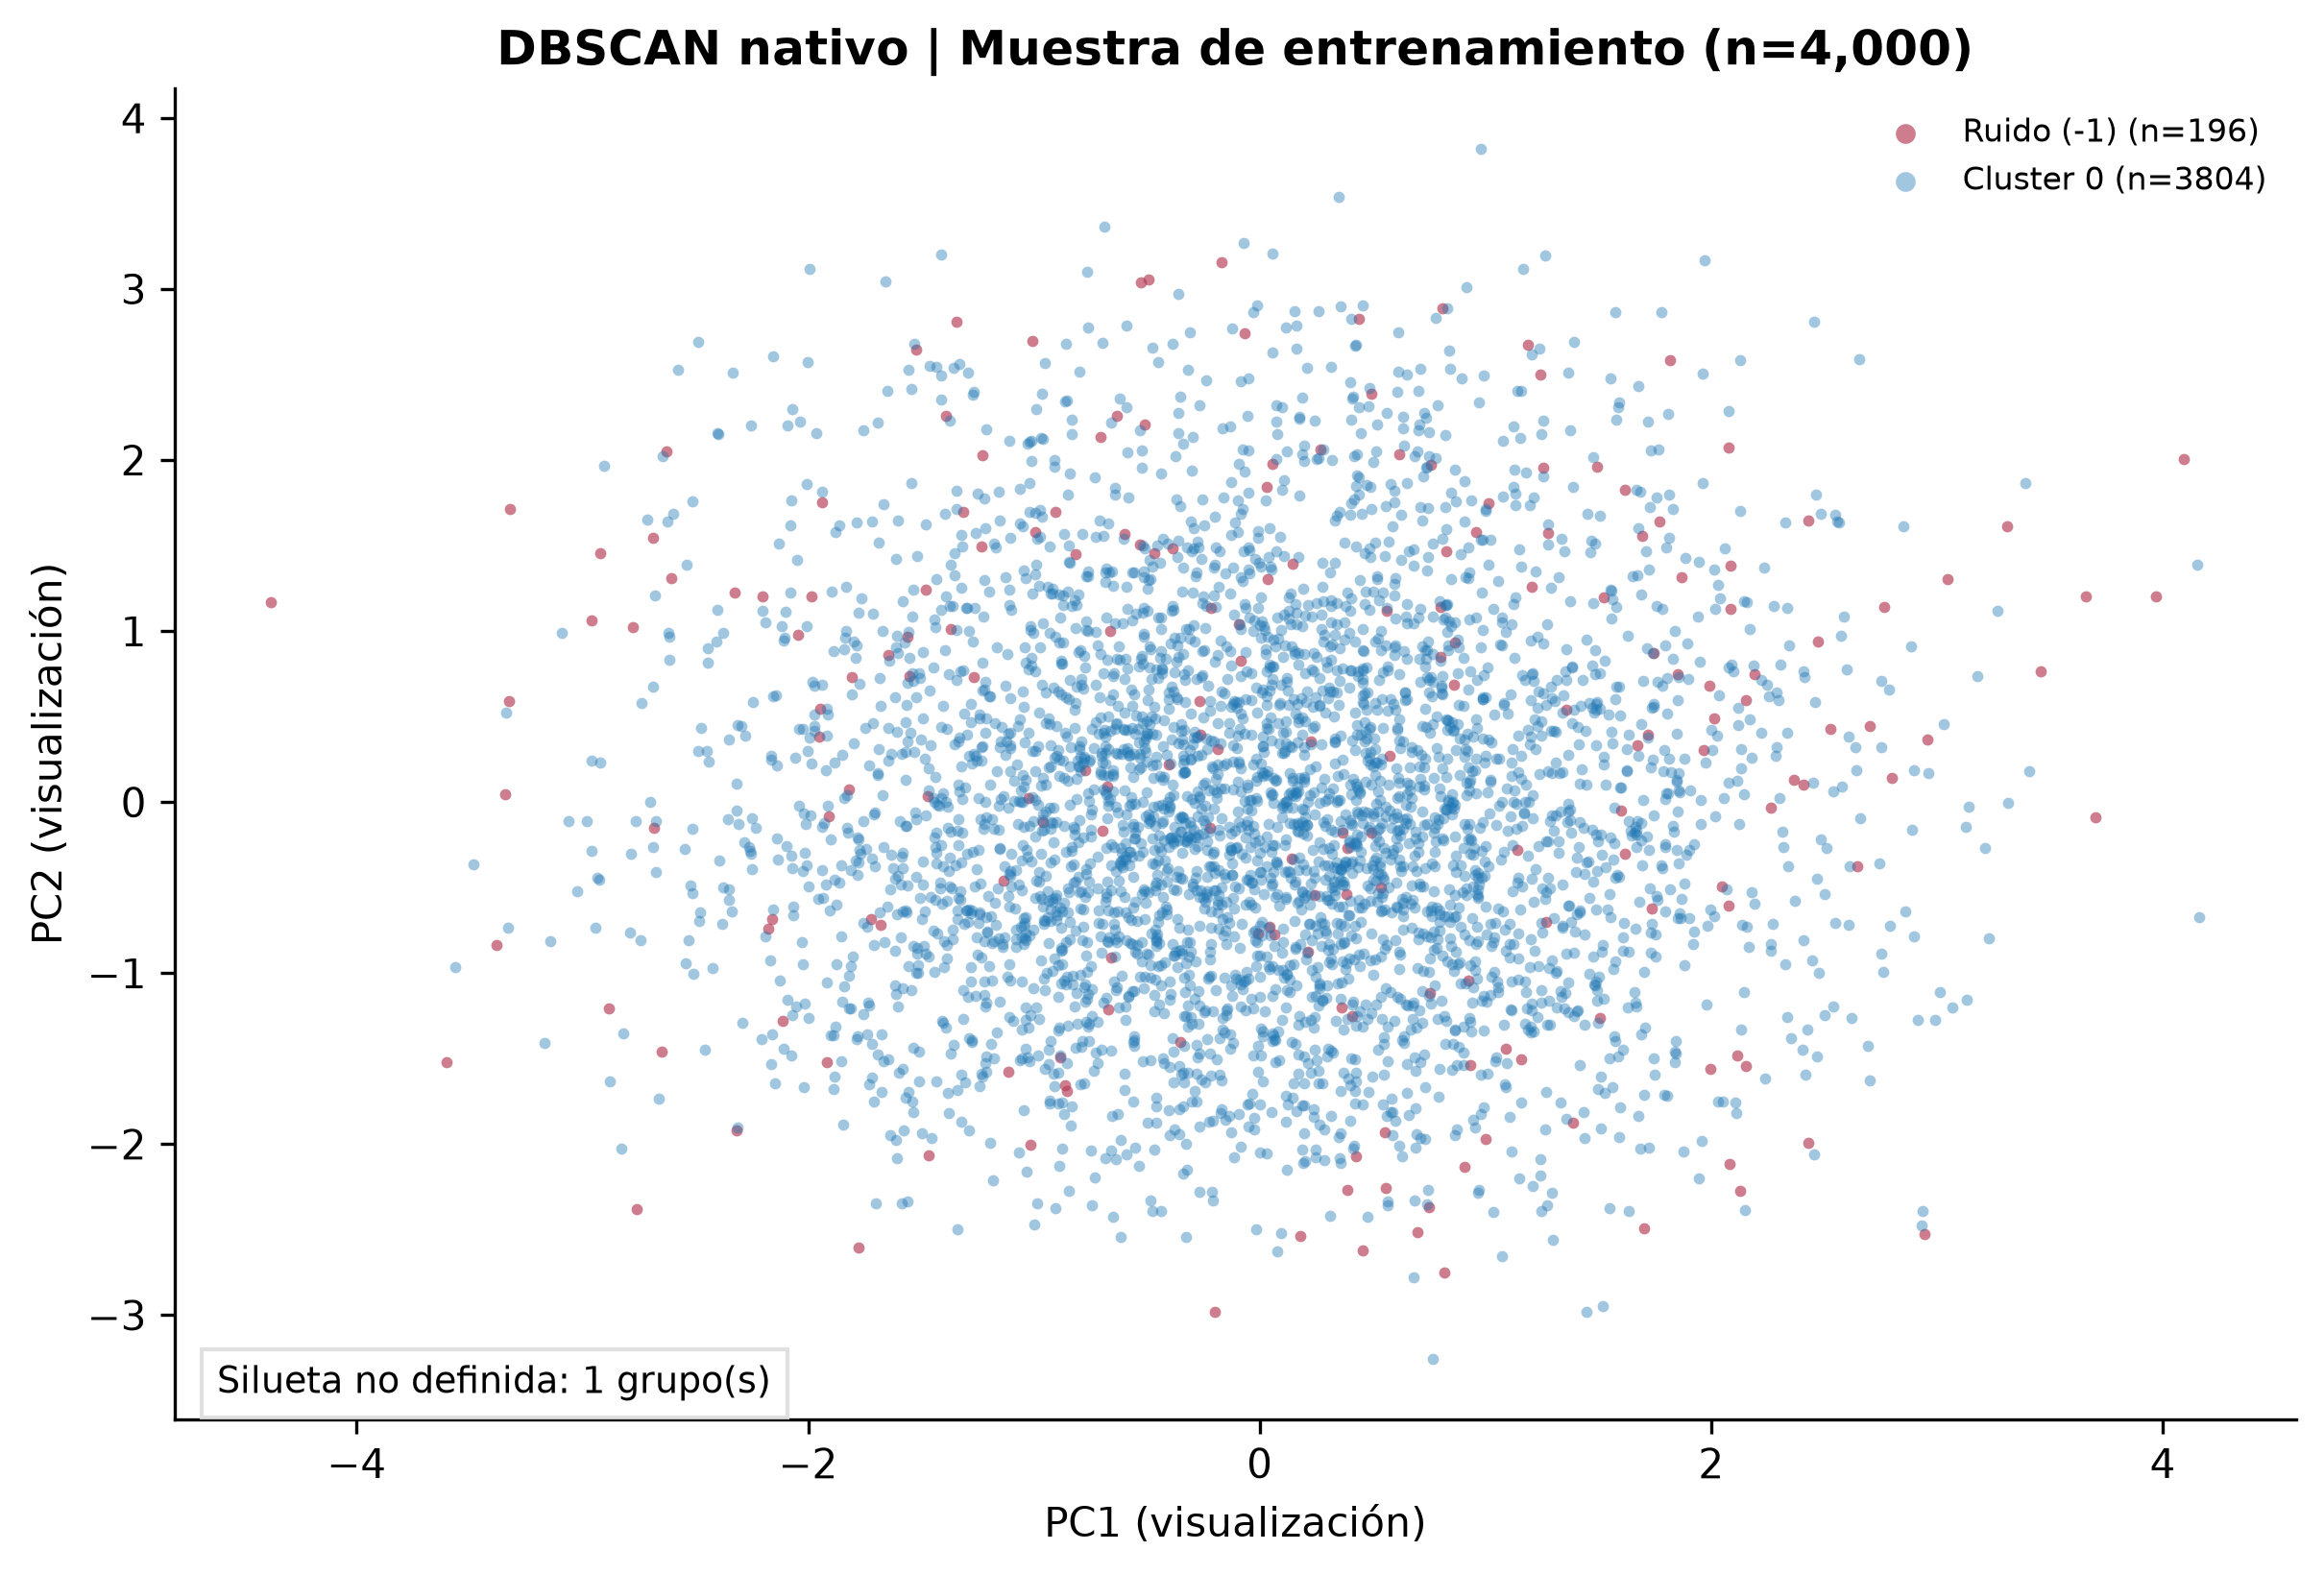 DBSCAN nativo | Muestra de entrenamiento (n=4,000)
Ruido (-1) (n=196)
Cluster 0 (n=3804)
PC2 (visualización)
4
3
2
1
0
−1
−2
−3
Silueta no definida: 1 grupo(s)
−4
−2
0
2
4
PC1 (visualización)